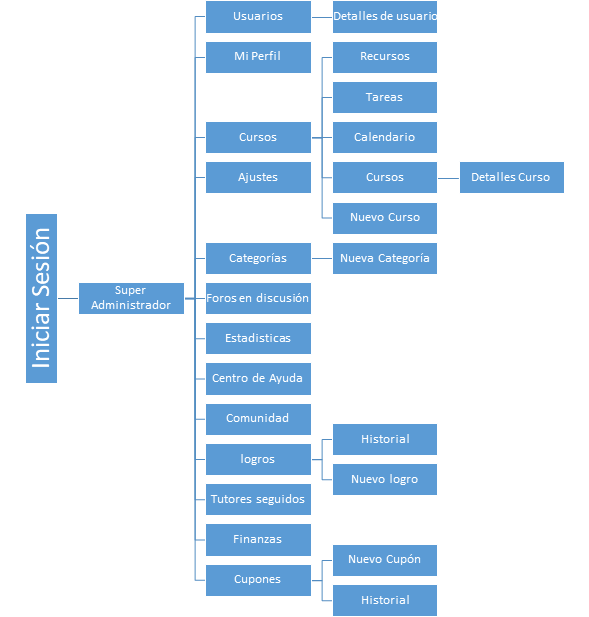 Iniciar Sesión
Super
Administrador
Usuarios
Detalles de usuario
Mi Perfil
Cursos
Recursos
Tareas
Calendario
Cursos
Detalles Curso
Nuevo Curso
Ajustes
Categorías
Nueva Categoría
Foros en discusión
Estadisticas
Centro de Ayuda
Comunidad
logros
Historial
Nuevo logro
Tutores seguidos
Finanzas
Cupones
Nuevo Cupón
Historial